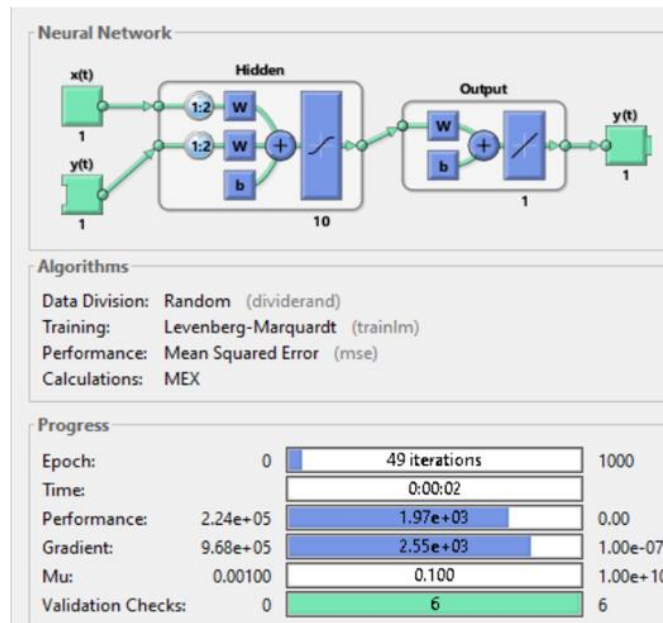 Neural Network
Hidden
x(t)
Output
1:2 W
W
y(t)
1
y(t)
1:2 W
b
b
1
1
1
10
Algorithms
Data Division: Random (dividerand)
Training: Levenberg-Marquardt (trainlm)
Performance: Mean Squared Error (mse)
Calculations: MEX
Progress
Epoch: 0 49 iterations 1000
Time: 0:00:02
Performance: 2.24e+05 1.97e+03 0.00
Gradient: 9.68e+05 2.55e+03 1.00e-07
Mu: 0.00100 0.100 1.00e+10
Validation Checks: 0 6 6